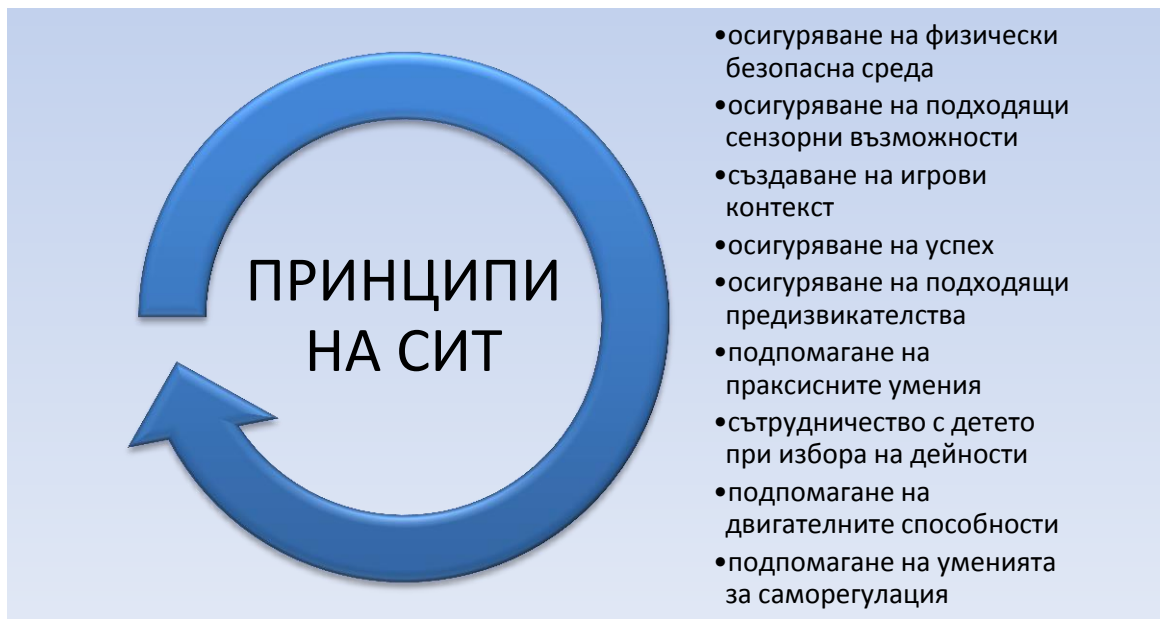 ПРИНЦИПИ
НА СИТ
•осигуряване на физически
безопасна среда
•осигуряване на подходящи
сензорни възможности
•създаване на игрови
контекст
•осигуряване на успех
•осигуряване на подходящи
предизвикателства
•подпомагане на
праксисните умения
•сътрудничество с детето
при избора на дейности
•подпомагане на
двигателните способности
•подпомагане на уменията
за саморегулация